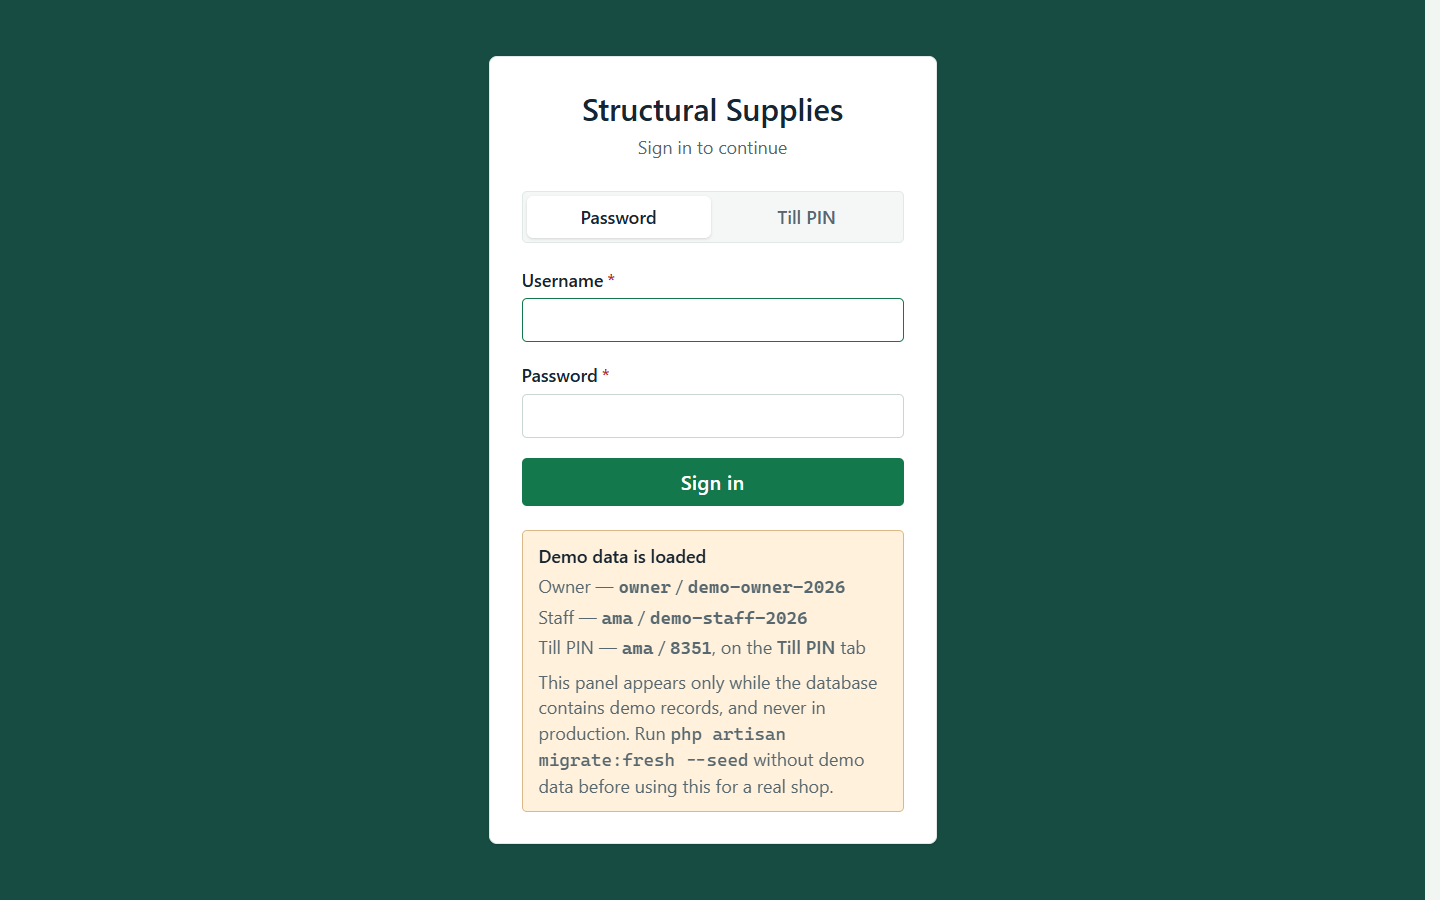 Structural Supplies
Sign in to continue
Password
Till PIN
Username *
Password *
Sign in
Demo data is loaded
Owner — owner / demo-owner-2026
Staff — ama / demo-staff-2026
Till PIN — ama / 8351, on the Till PIN tab
This panel appears only while the database
contains demo records, and never in
production. Run php artisan
migrate:fresh --seed without demo
data before using this for a real shop.